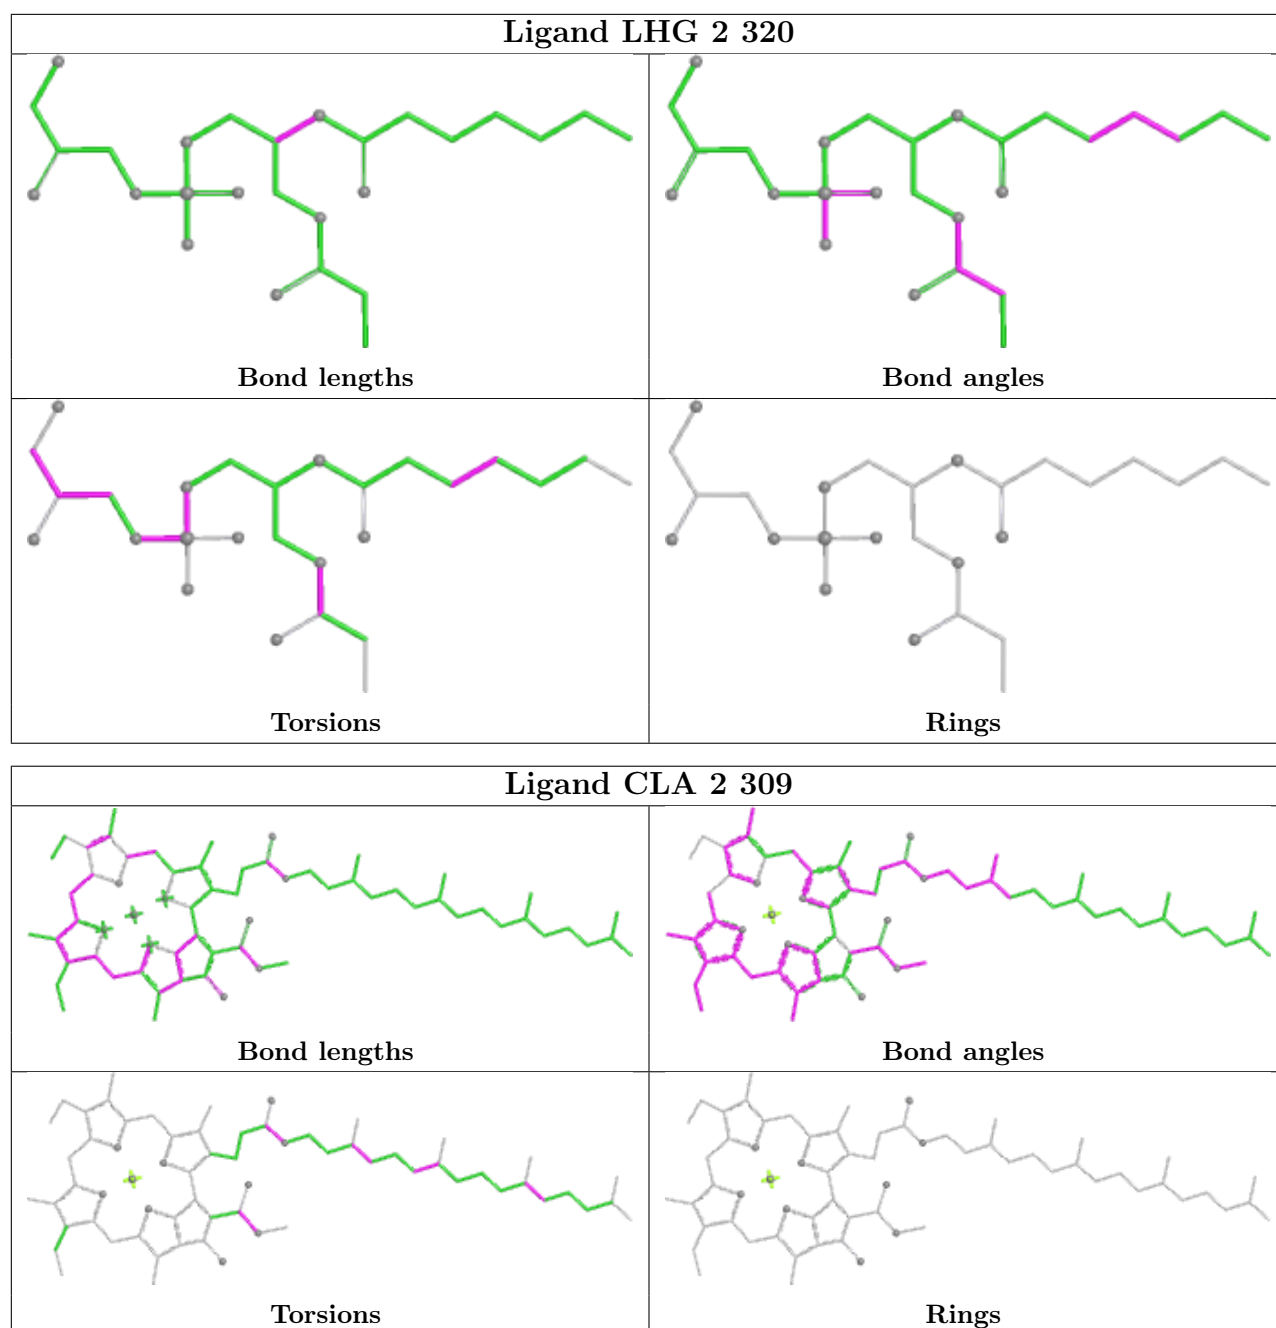 Ligand LHG 2 320
Bond lengths
Bond angles
Torsions
Rings
Ligand CLA 2 309
Bond lengths
Bond angles
Torsions
Rings